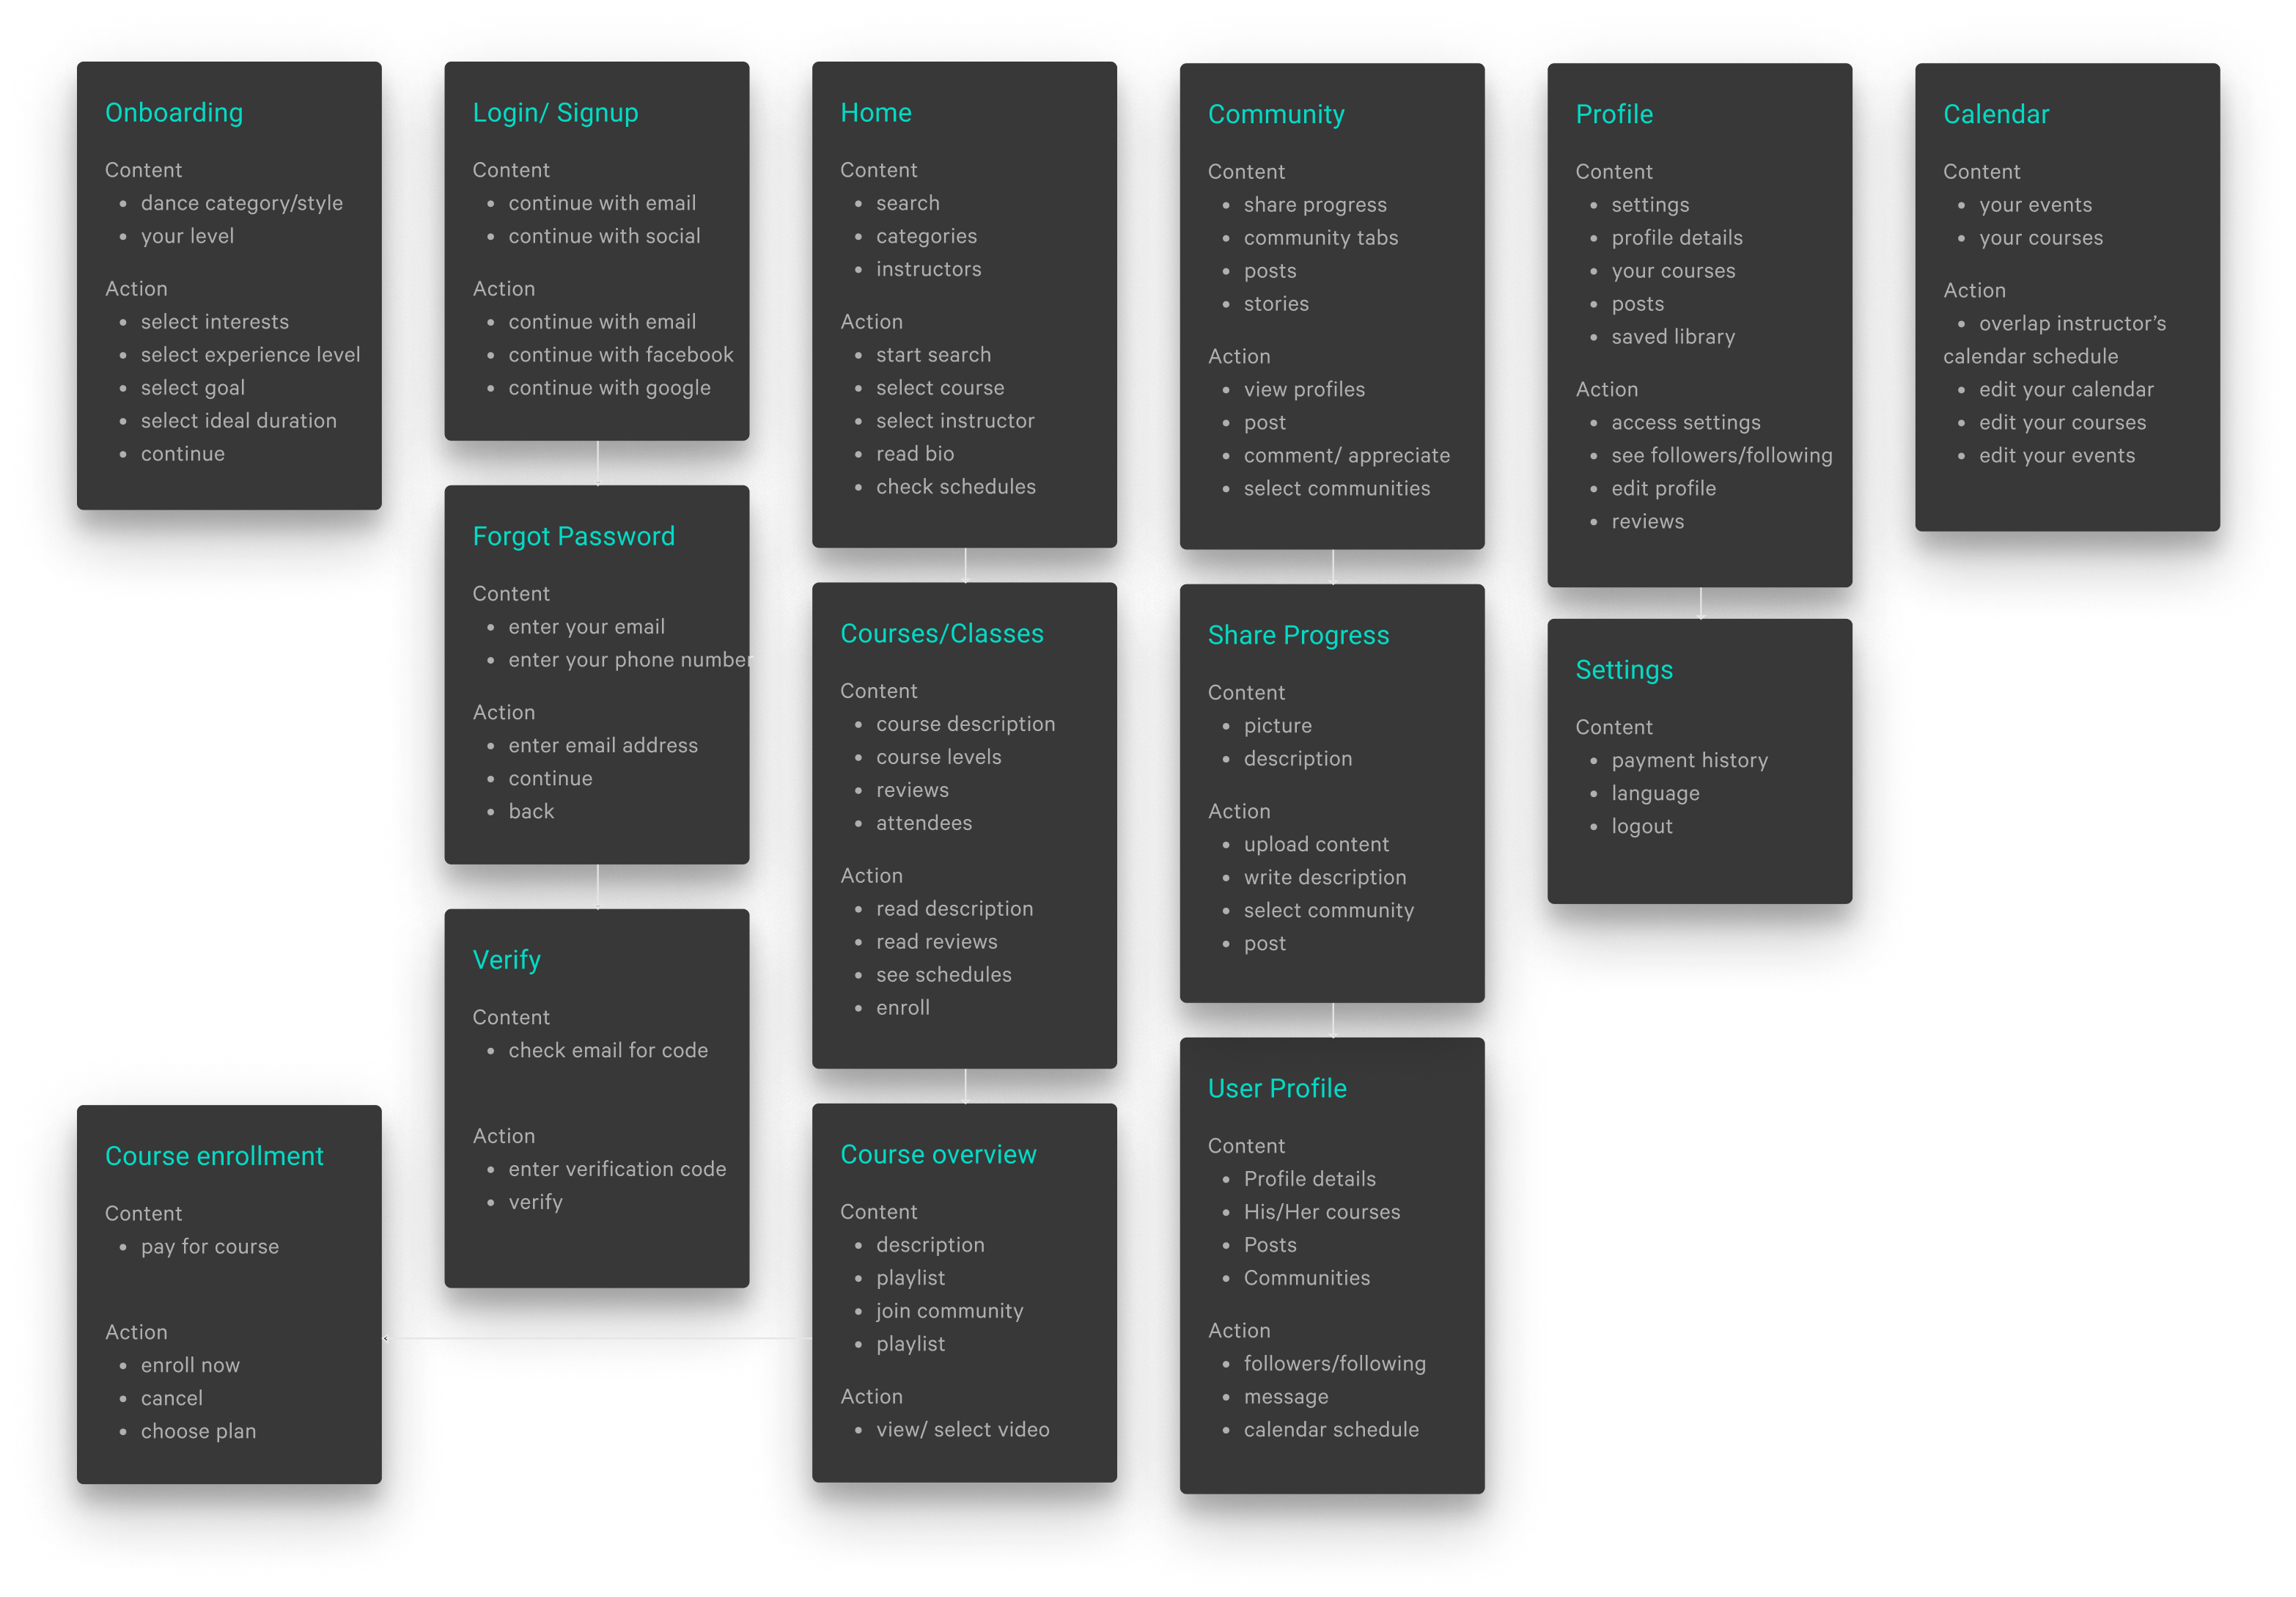 Onboarding
Content
• dance category/style
• your level
Action
• select interests
• select experience level
• select goal
• select ideal duration
• continue
Login/ Signup
Content
• continue with email
• continue with social
Action
• continue with email
• continue with facebook
• continue with google
Forgot Password
Content
• enter your email
• enter your phone number
Action
• enter email address
• continue
• back
Verify
Content
• check email for code
Action
• enter verification code
• verify
Home
Content
• search
• categories
• instructors
Action
• start search
• select course
• select instructor
• read bio
• check schedules
Courses/Classes
Content
• course description
• course levels
• reviews
• attendees
Action
• read description
• read reviews
• see schedules
• enroll
Course overview
Content
• description
• playlist
• join community
• playlist
Action
• view/ select video
Course enrollment
Content
• pay for course
Action
• enroll now
• cancel
• choose plan
Community
Content
• share progress
• community tabs
• posts
• stories
Action
• view profiles
• post
• comment/ appreciate
• select communities
Share Progress
Content
• picture
• description
Action
• upload content
• write description
• select community
• post
User Profile
Content
• Profile details
• His/Her courses
• Posts
• Communities
Action
• followers/following
• message
• calendar schedule
Profile
Content
• settings
• profile details
• your courses
• posts
• saved library
Action
• access settings
• see followers/following
• edit profile
• reviews
Settings
Content
• payment history
• language
• logout
Calendar
Content
• your events
• your courses
Action
• overlap instructor’s
calendar schedule
• edit your calendar
• edit your courses
• edit your events